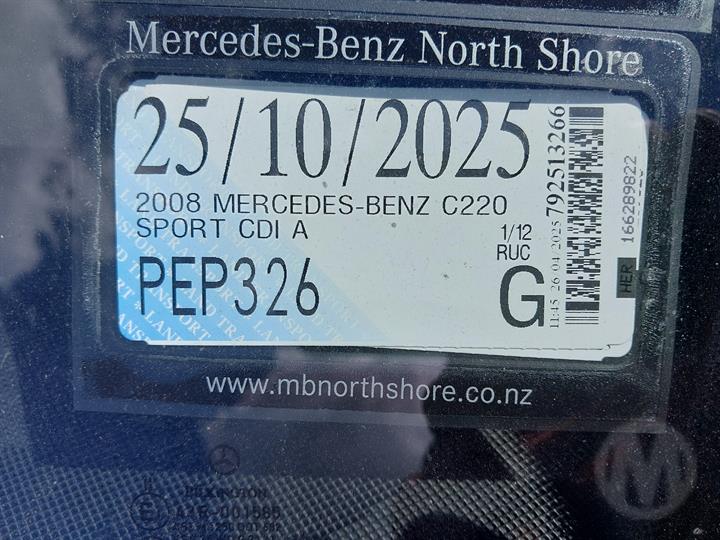 Mercedes-Benz North Shore
25/10/2025
2008 MERCEDES-BENZ C220
SPORT CDI A
1/12
RUC
PEP326
G
11:45 26 04 2025 792513266
HER
166289822
www.mbnorthshore.co.nz
M